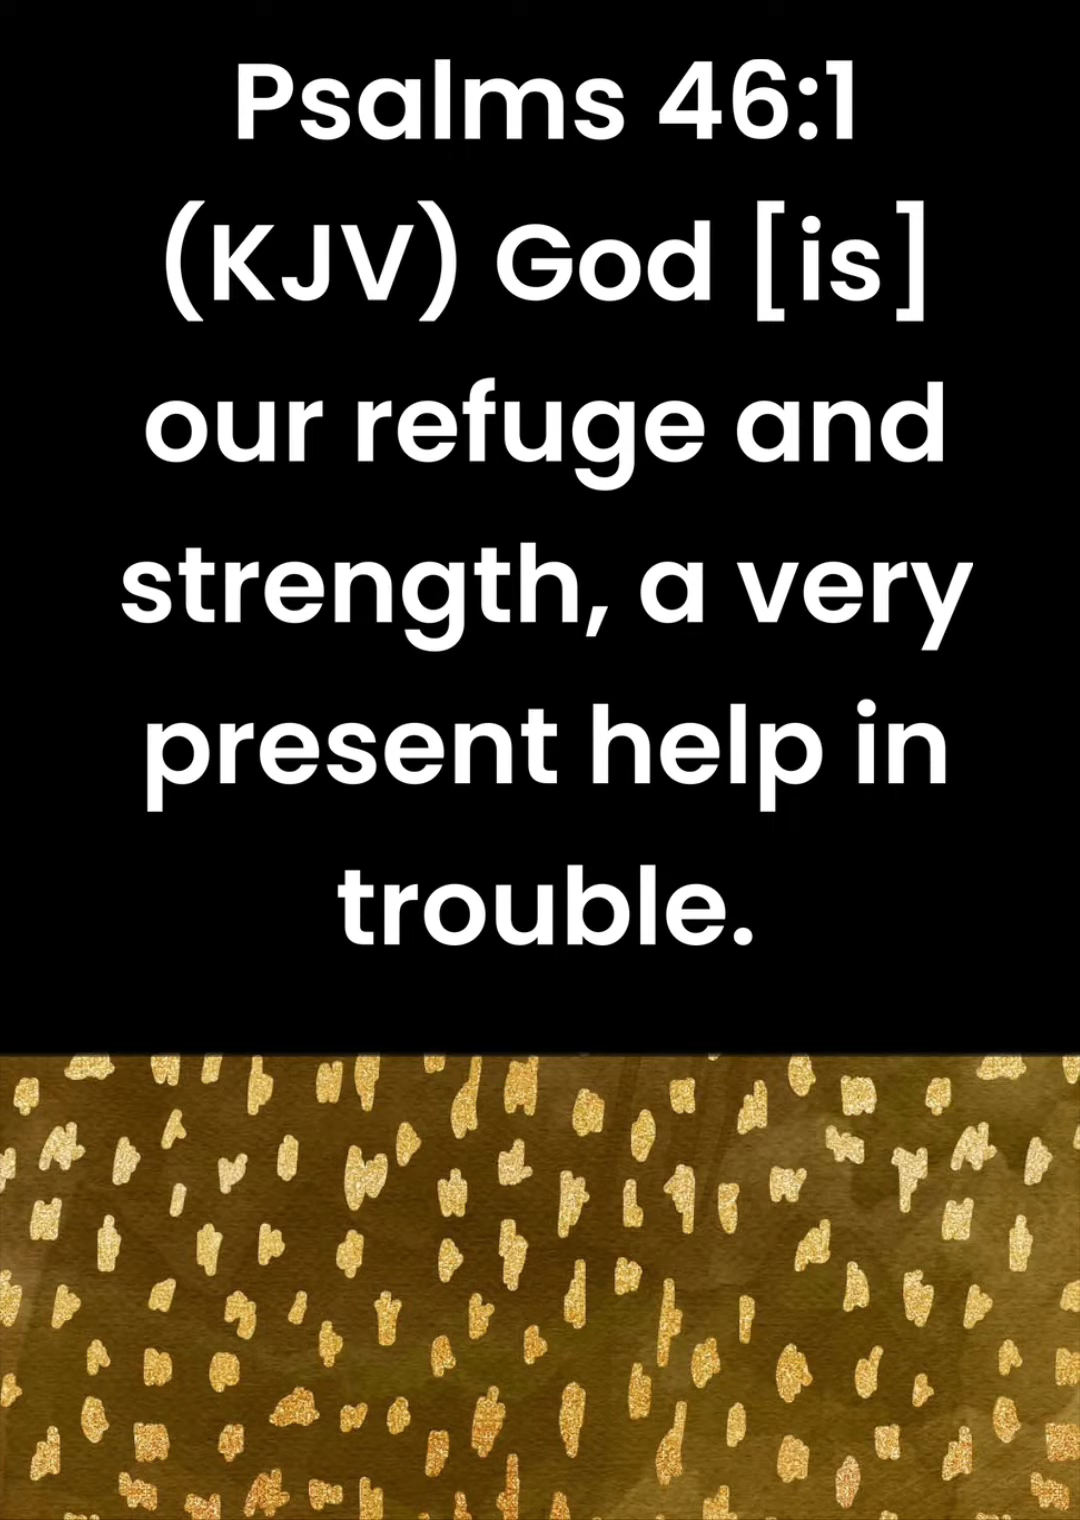 Psalms 46:1
(KJV) God [is]
our refuge and
strength, a very
present help in
trouble.